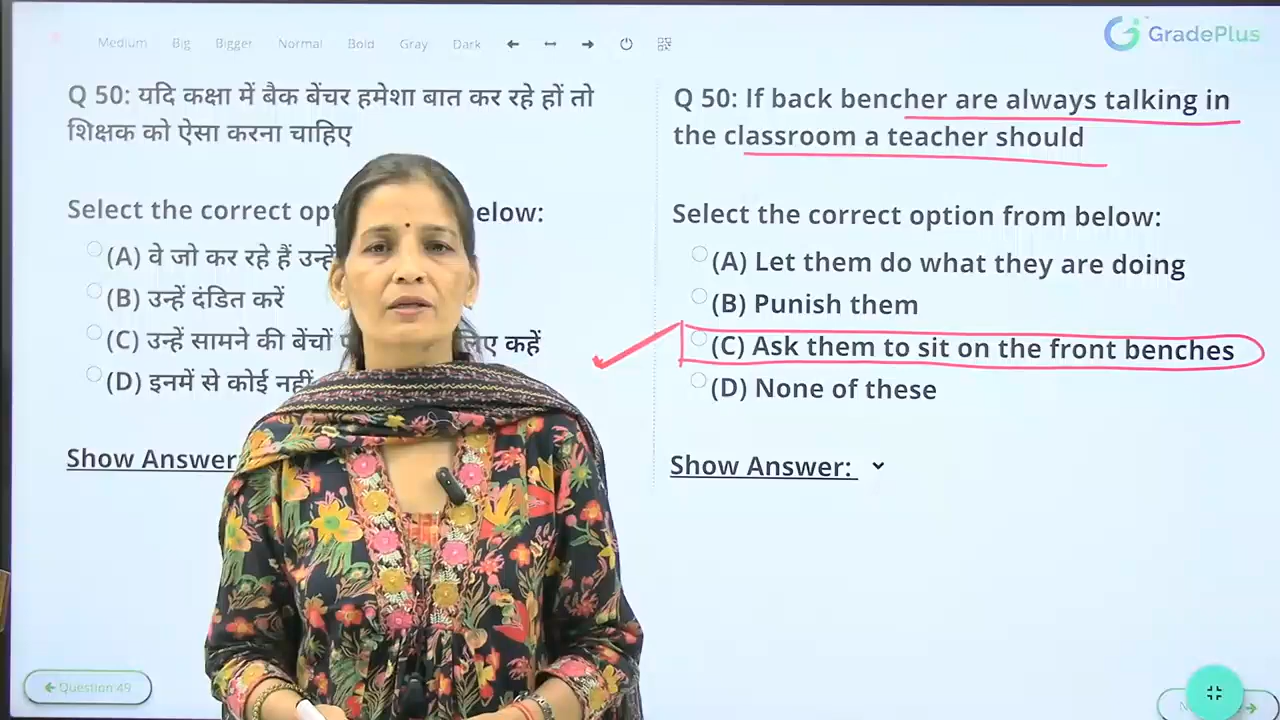 Medium Big Bigger Normal Bold Gray Dark
GradePlus
Q 50: यदि कक्षा में बैक बेंचर हमेशा बात कर रहे हों तो
शिक्षक को ऐसा करना चाहिए
Select the correct
below:
(A) वे जो कर रहे हैं उन्हें
(B) उन्हें दंडित करें
(C) उन्हें सामने की बेंचों
लिए कहें
(D) इनमें से कोई नहीं
Show Answer
← Question 49
Q 50: If back bencher are always talking in
the classroom a teacher should
Select the correct option from below:
(A) Let them do what they are doing
(B) Punish them
(C) Ask them to sit on the front benches
(D) None of these
Show Answer: